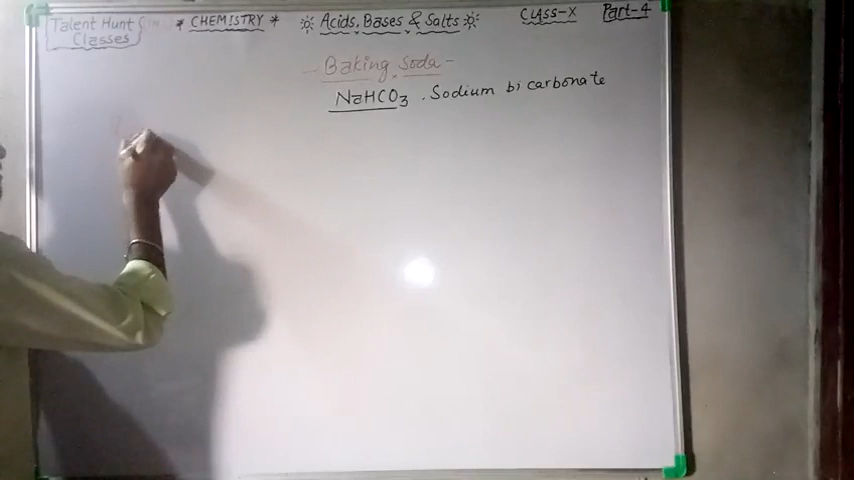 Talent Hunt Classes
* CHEMISTRY *
Acids, Bases & Salts
CLASS-X
Part-4
- Baking Soda -
NaHCO3 . Sodium bi carbonate